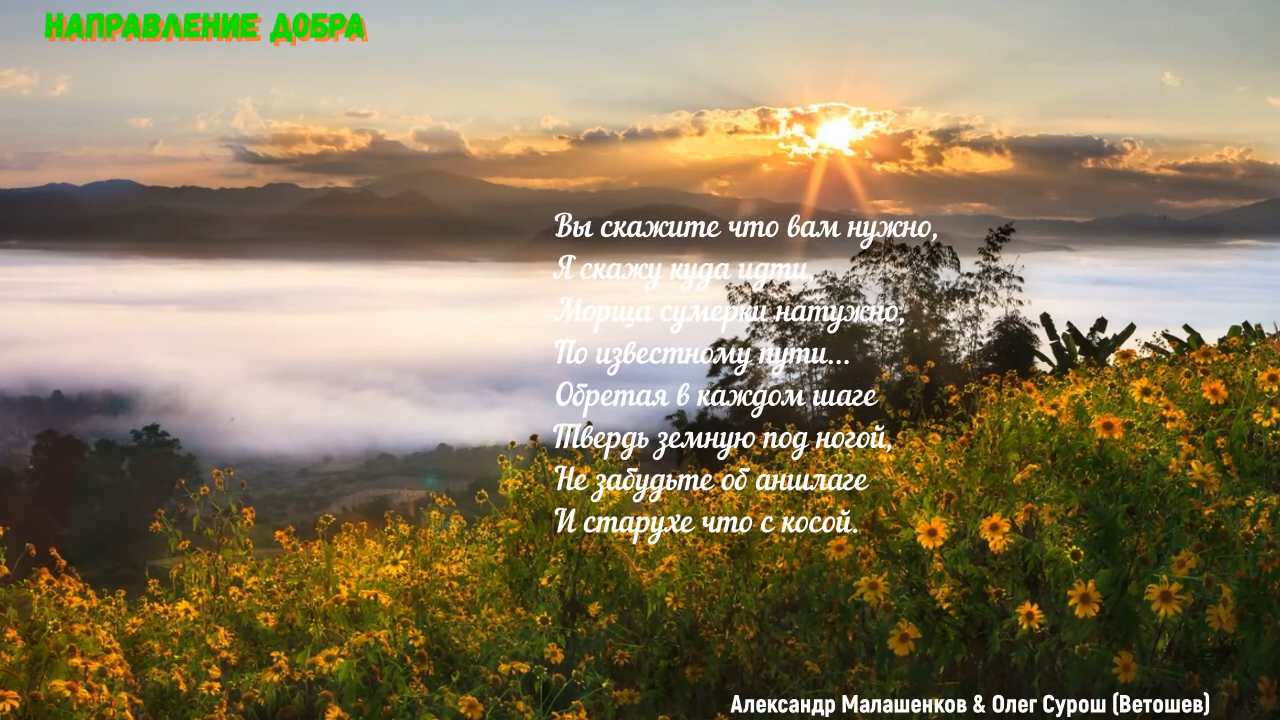 НАПРАВЛЕНИЕ ДОБРА
Вы скажите что вам нужно,
Я скажу куда идти,
Морща сумерки натужно,
По известному пути...
Обретая в каждом шаге
Твердь земную под ногой,
Не забудьте об аншлаге
И старухе что с косой.
Александр Малашенков & Олег Сурош (Ветошев)